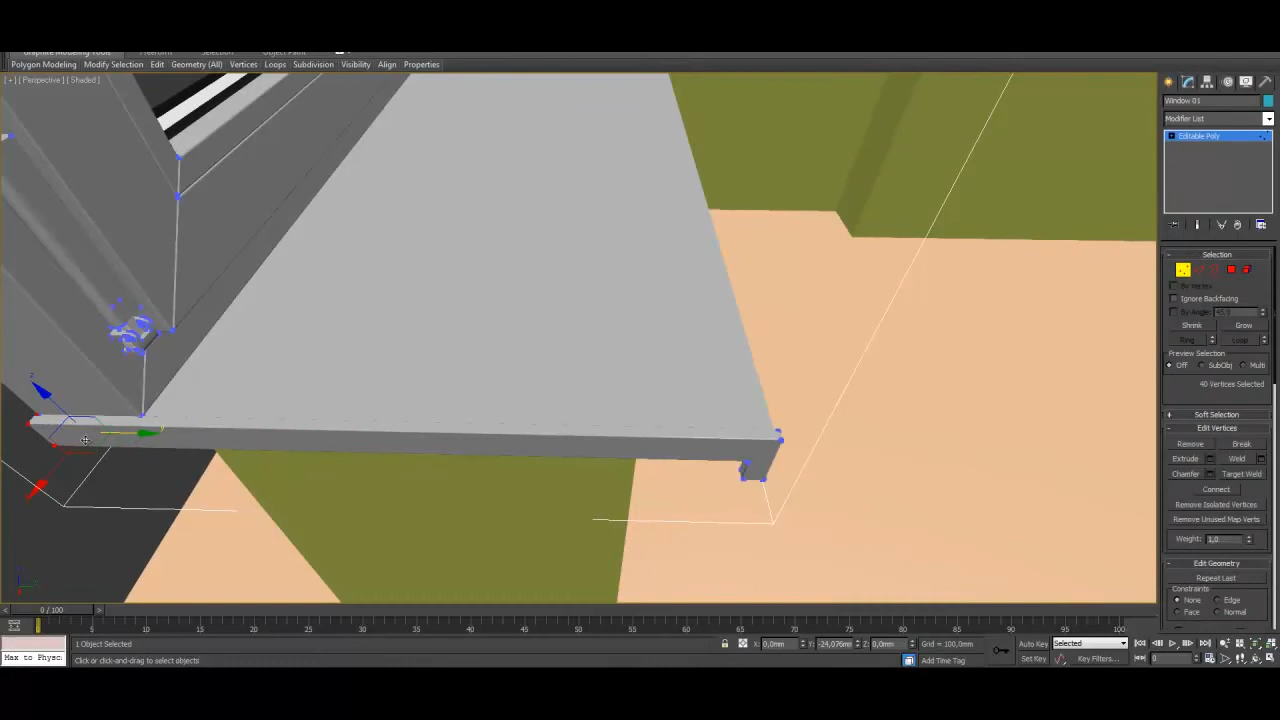 Graphite Modeling Tools Freeform Selection Object Paint
Polygon Modeling Modify Selection Edit Geometry (All) Vertices Loops Subdivision Visibility Align Properties
[ + ] [ Perspective ] [ Shaded ]
Window 01
Modifier List
Editable Poly
Selection
By Vertex
Ignore Backfacing
By Angle: 45,0
Shrink Grow
Ring Loop
Preview Selection
Off SubObj Multi
40 Vertices Selected
Soft Selection
Edit Vertices
Remove Break
Extrude Weld
Chamfer Target Weld
Connect
Remove Isolated Vertices
Remove Unused Map Verts
Weight: 1,0
Edit Geometry
Repeat Last
Constraints
None Edge
Face Normal
z
0 / 100
5 10 15 20 25 30 35 40 45 50 55 60 65 70 75 80 85 90 95 100
1 Object Selected
X: 0,0mm Y: -24,076mm Z: 0,0mm Grid = 100,0mm
Auto Key Selected
Max to Physc
Click or click-and-drag to select objects
Add Time Tag
Set Key Key Filters... 0